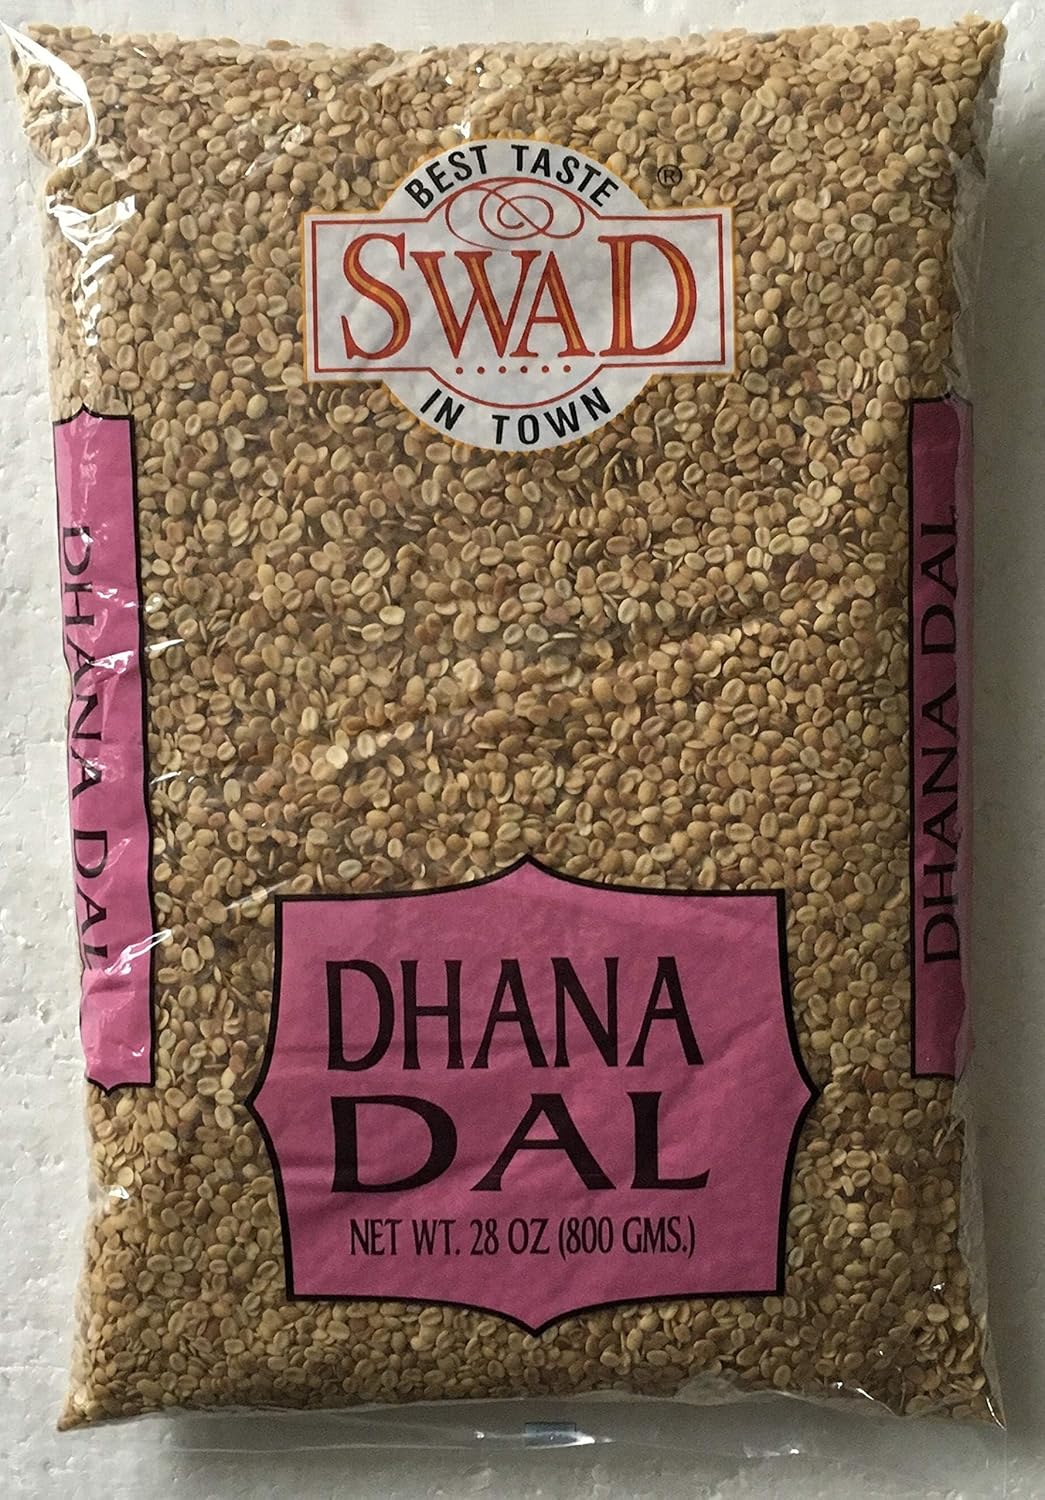 BEST TASTE
®
SWAD
IN TOWN
DHANA DAL
DHANA DAL
DHANA
DAL
NET WT. 28 OZ (800 GMS.)